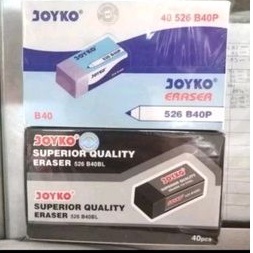 JOYKO
40 526 B40P
JOYKO
ERASER
B40
526 B40P
JOYKO
SUPERIOR QUALITY
ERASER 526 B40BL
JOYKO
SUPERIOR QUALITY
ERASER 526 B40BL
40pcs